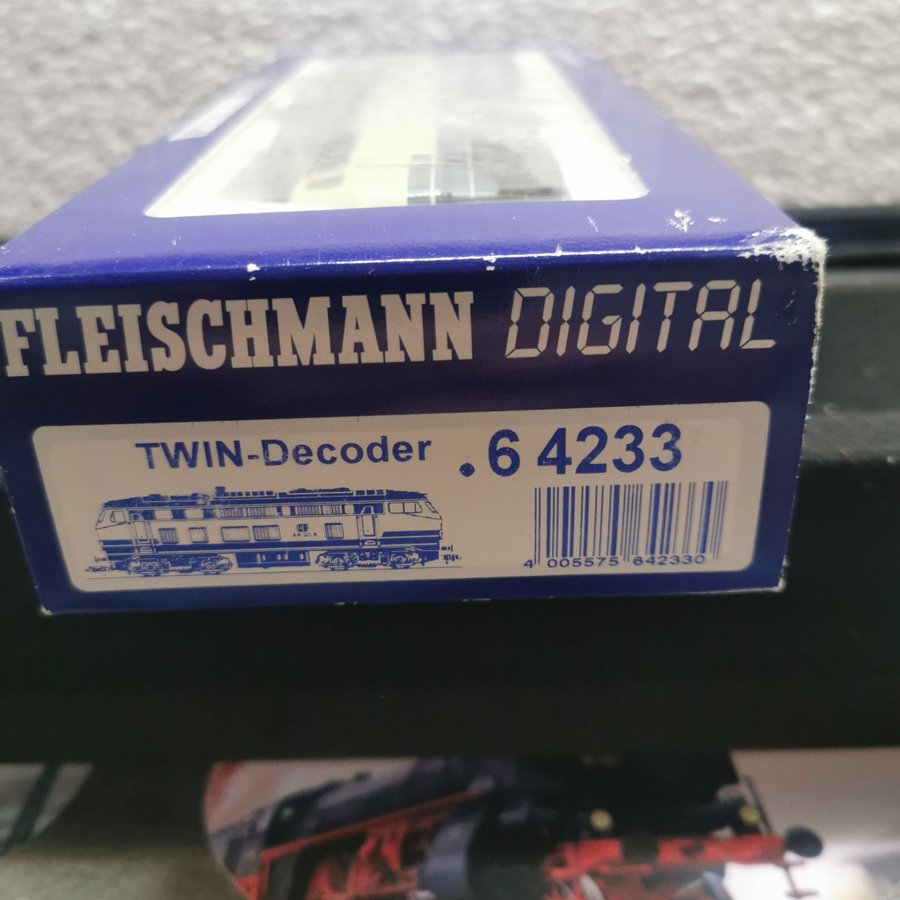 FLEISCHMANN DIGITAL
TWIN-Decoder .6 4233
4 005575 642330